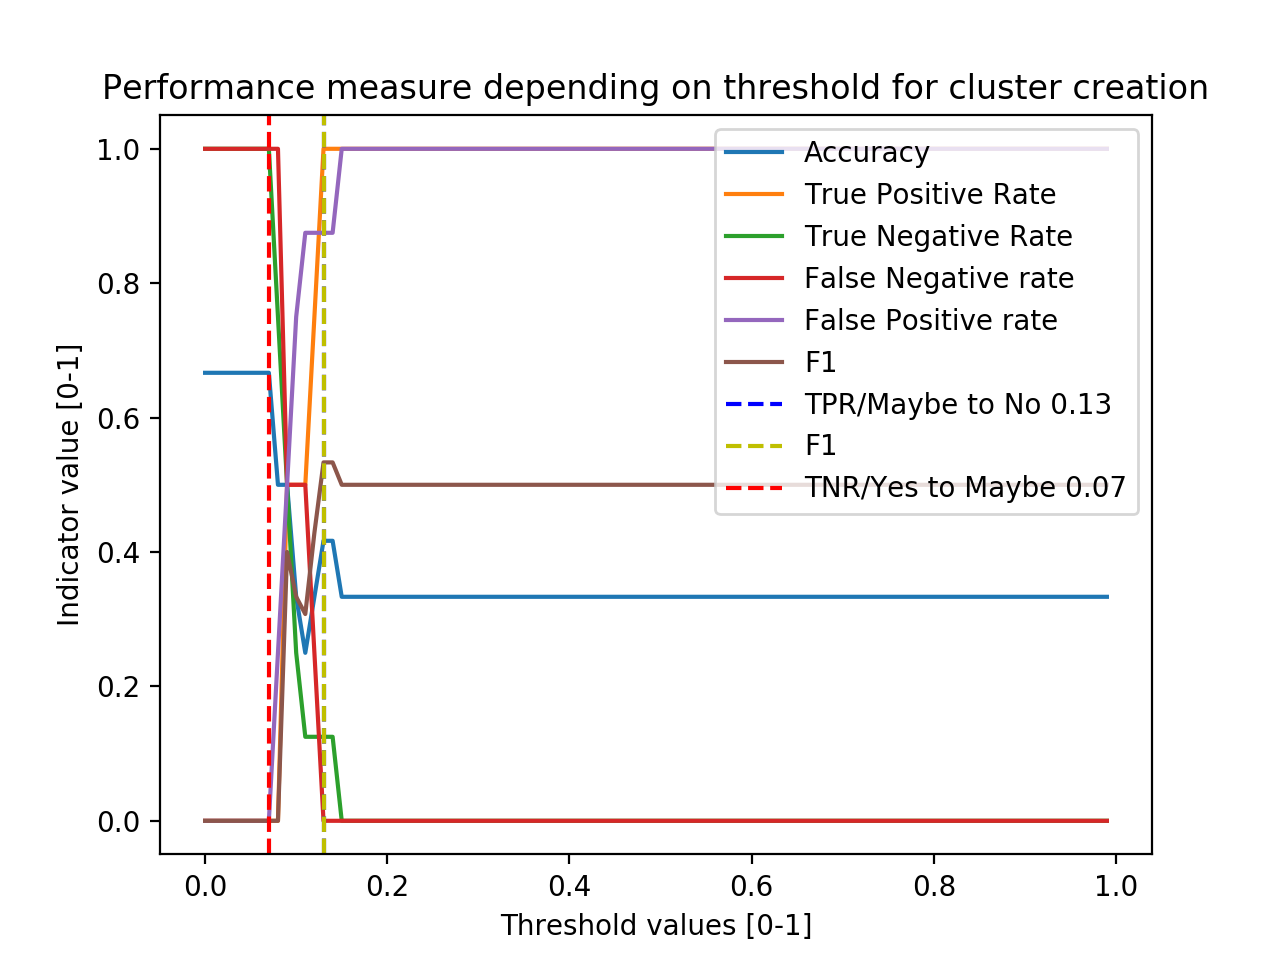 Performance measure depending on threshold for cluster creation
1.0
0.8
0.6
0.4
0.2
0.0
Indicator value [0-1]
Accuracy
True Positive Rate
True Negative Rate
False Negative rate
False Positive rate
F1
TPR/Maybe to No 0.13
F1
TNR/Yes to Maybe 0.07
0.0 0.2 0.4 0.6 0.8 1.0
Threshold values [0-1]